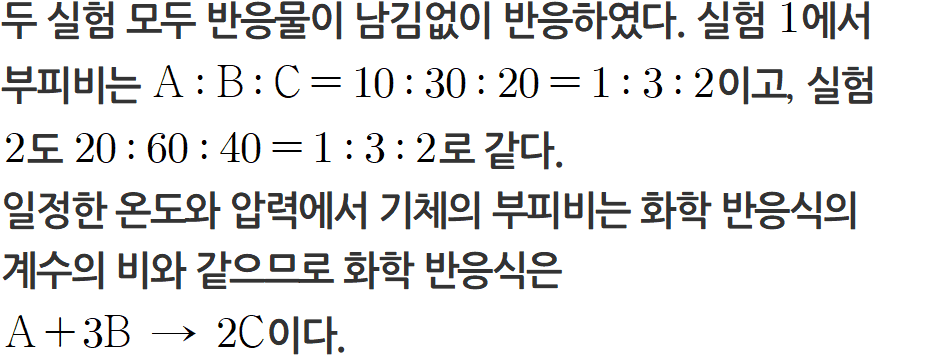 두 실험 모두 반응물이 남김없이 반응하였다. 실험 1에서
부피비는 A : B : C = 10 : 30 : 20 = 1 : 3 : 2이고, 실험
2도 20 : 60 : 40 = 1 : 3 : 2로 같다.
일정한 온도와 압력에서 기체의 부피비는 화학 반응식의
계수의 비와 같으므로 화학 반응식은
A + 3B → 2C이다.